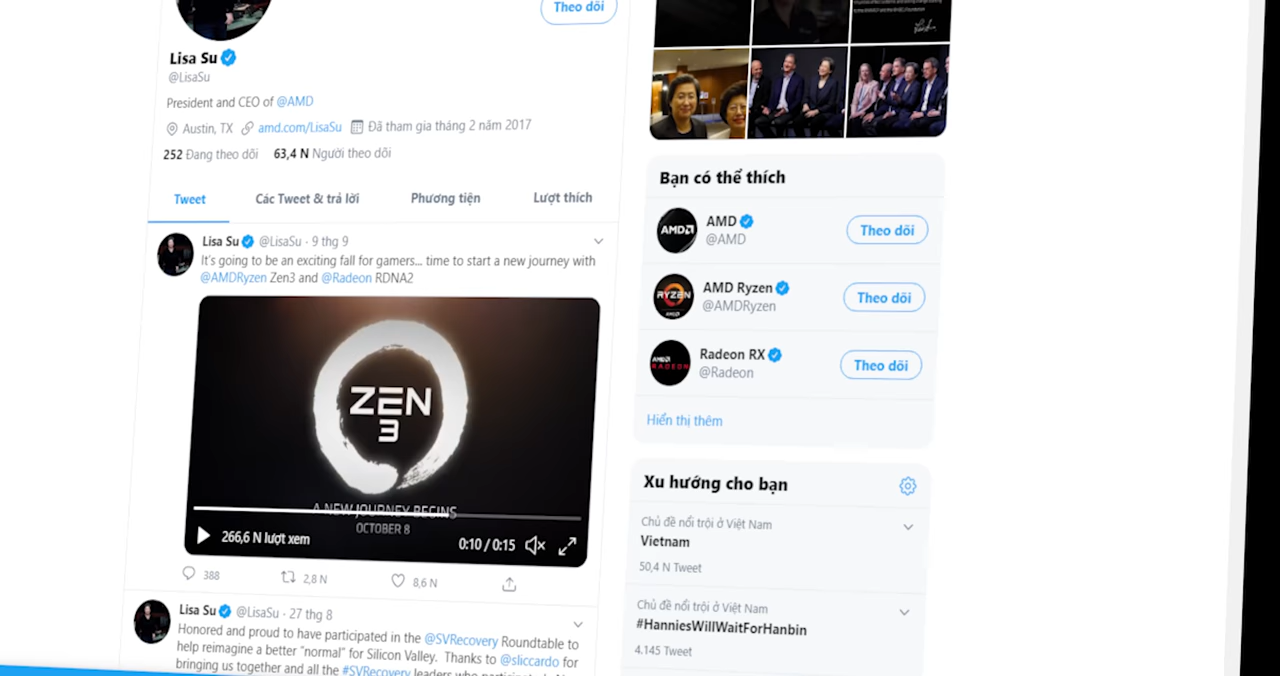 Theo dõi
Lisa Su
@LisaSu
President and CEO of @AMD
Austin, TX amd.com/LisaSu Đã tham gia tháng 2 năm 2017
252 Đang theo dõi 63,4 N Người theo dõi
Tweet Các Tweet & trả lời Phương tiện Lượt thích
Lisa Su @LisaSu · 9 thg 9
It's going to be an exciting fall for gamers... time to start a new journey with
@AMDRyzen Zen3 and @Radeon RDNA2
ZEN
3
A NEW JOURNEY BEGINS
OCTOBER 8
266,6 N lượt xem 0:10 / 0:15
388 2,8 N 8,6 N
Lisa Su @LisaSu · 27 thg 8
Honored and proud to have participated in the @SVRecovery Roundtable to
help reimagine a better "normal" for Silicon Valley. Thanks to @sliccardo for
bringing us together and all the #SVRecovery leaders who
Bạn có thể thích
AMD
AMD
@AMD
Theo dõi
RYZEN
AMD
AMD Ryzen
@AMDRyzen
Theo dõi
AMD
RADEON
Radeon RX
@Radeon
Theo dõi
Hiển thị thêm
Xu hướng cho bạn
Chủ đề nổi trội ở Việt Nam
Vietnam
50,4 N Tweet
Chủ đề nổi trội ở Việt Nam
#HanniesWillWaitForHanbin
4.145 Tweet